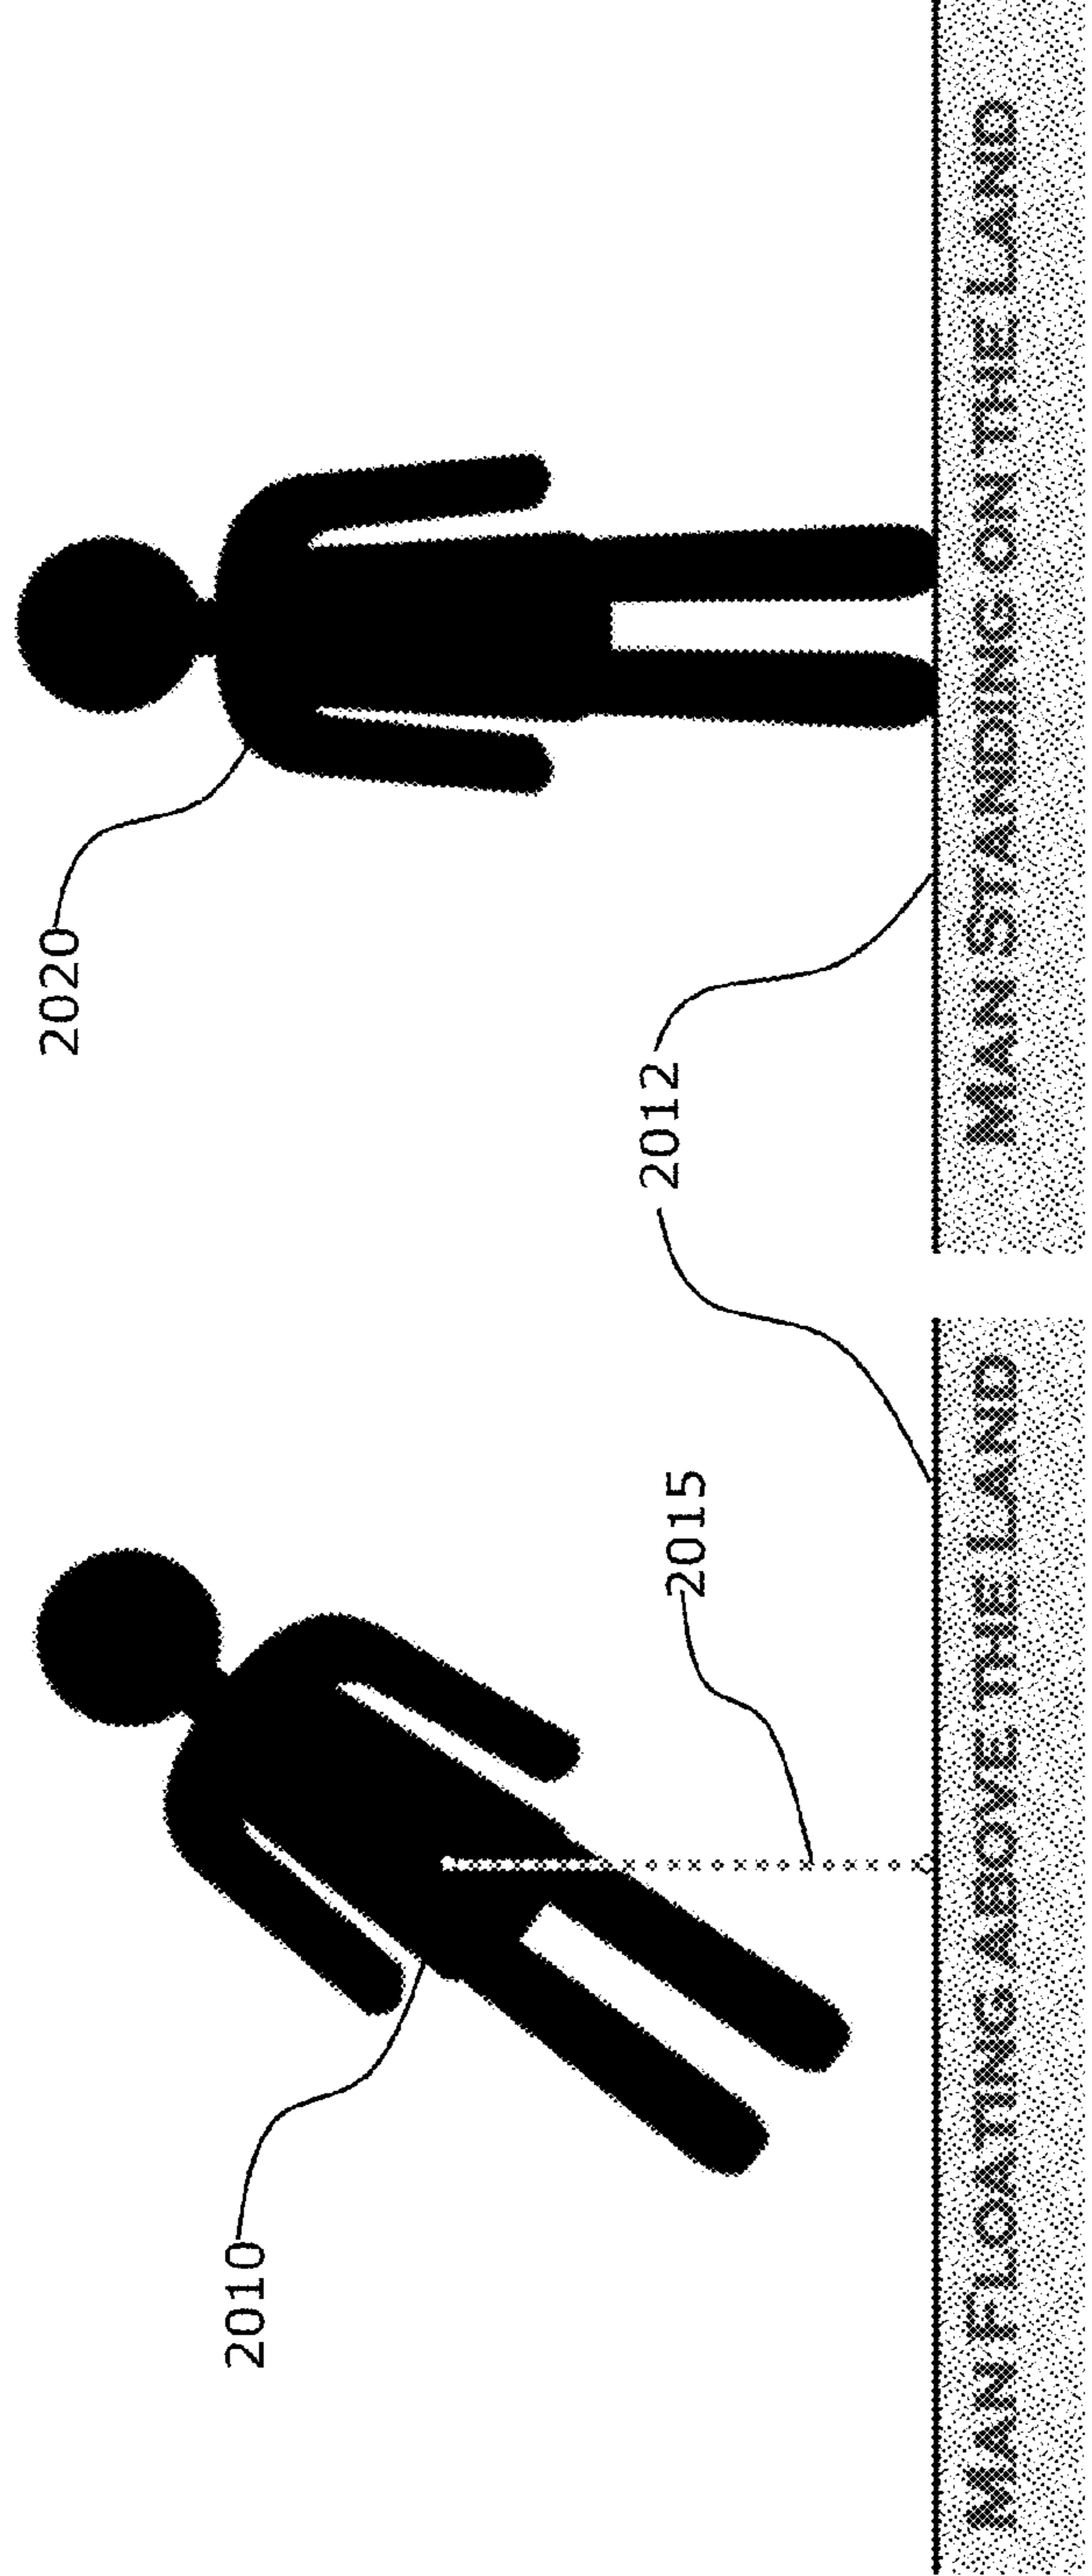 2010
2020
2015
2012
MAN FLOATING ABOVE THE LAND
MAN STANDING ON THE LAND